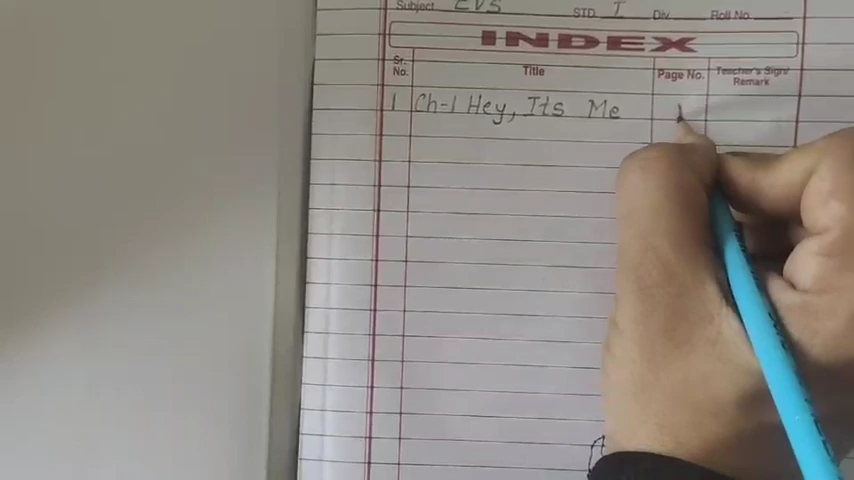 Subject EVS STD. I Div. Roll No.
INDEX
Sr. No. Title Page No. Teacher's Sign/ Remark
1 Ch-1 Hey, Its Me 1